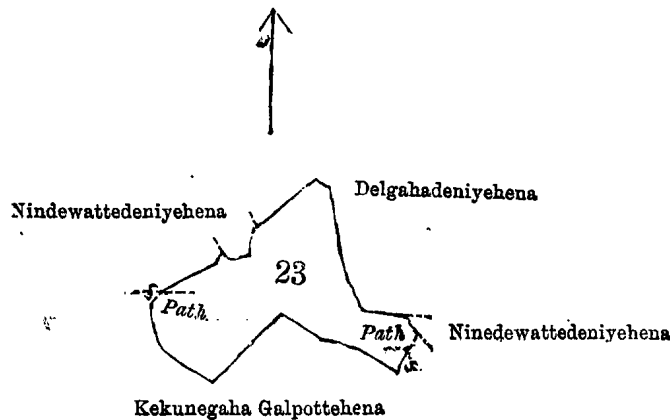 Delgahadeniyehena
Nindewattedeniyehena
23
Path
Path
Ninedewattedeniyehena
Kekunegaha Galpottehena